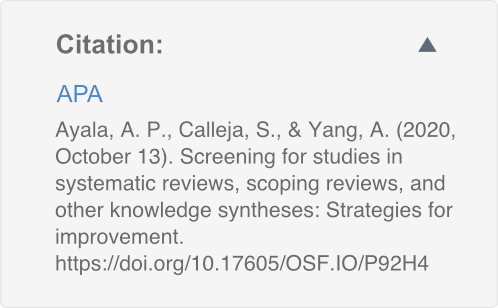 Citation:
APA
Ayala, A. P., Calleja, S., & Yang, A. (2020,
October 13). Screening for studies in
systematic reviews, scoping reviews, and
other knowledge syntheses: Strategies for
improvement.
https://doi.org/10.17605/OSF.IO/P92H4